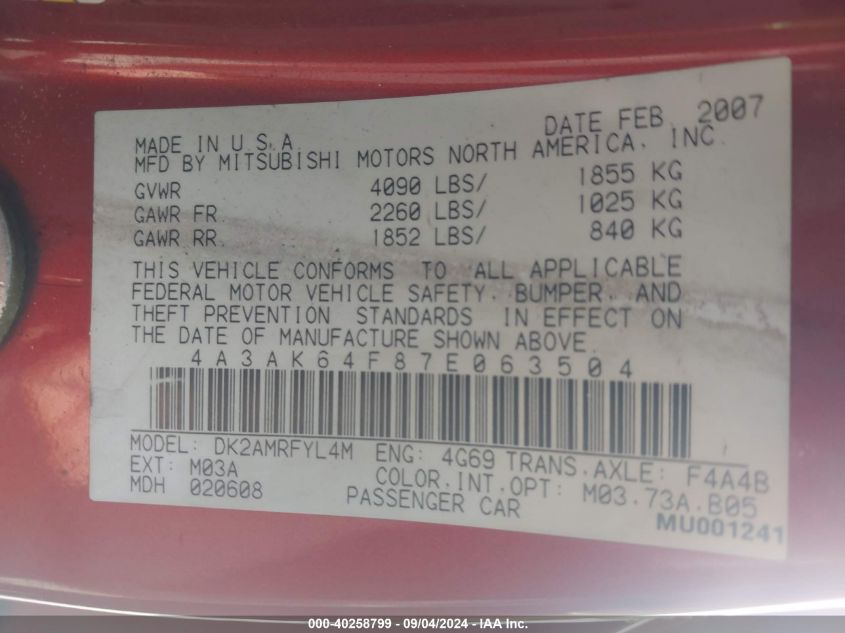 DATE FEB. 2007
MADE IN U.S.A.
MFD BY MITSUBISHI MOTORS NORTH AMERICA, INC.
GVWR 4090 LBS/ 1855 KG
GAWR FR. 2260 LBS/ 1025 KG
GAWR RR. 1852 LBS/ 840 KG
THIS VEHICLE CONFORMS TO ALL APPLICABLE
FEDERAL MOTOR VEHICLE SAFETY, BUMPER, AND
THEFT PREVENTION STANDARDS IN EFFECT ON
THE DATE OF MANUFACTURE SHOWN ABOVE.
4A3AK64F87E063504
MODEL: DK2AMRFYL4M ENG: 4G69 TRANS.AXLE: F4A4B
EXT: M03A COLOR.INT.OPT: M03.73A.B05
MDH 020608 PASSENGER CAR
MU001241
000-40258799 - 09/04/2024 - IAA Inc.